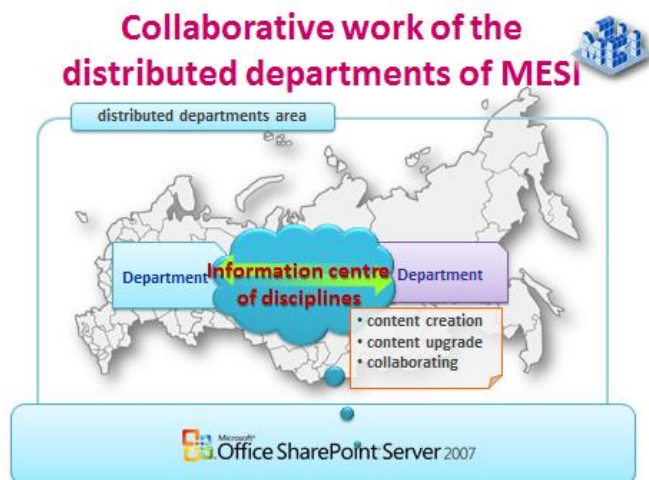 Collaborative work of the
distributed departments of MESI
MESI
distributed departments area
Department
Information centre
of disciplines
Department
• content creation
• content upgrade
• collaborating
Microsoft®
Office SharePoint Server 2007